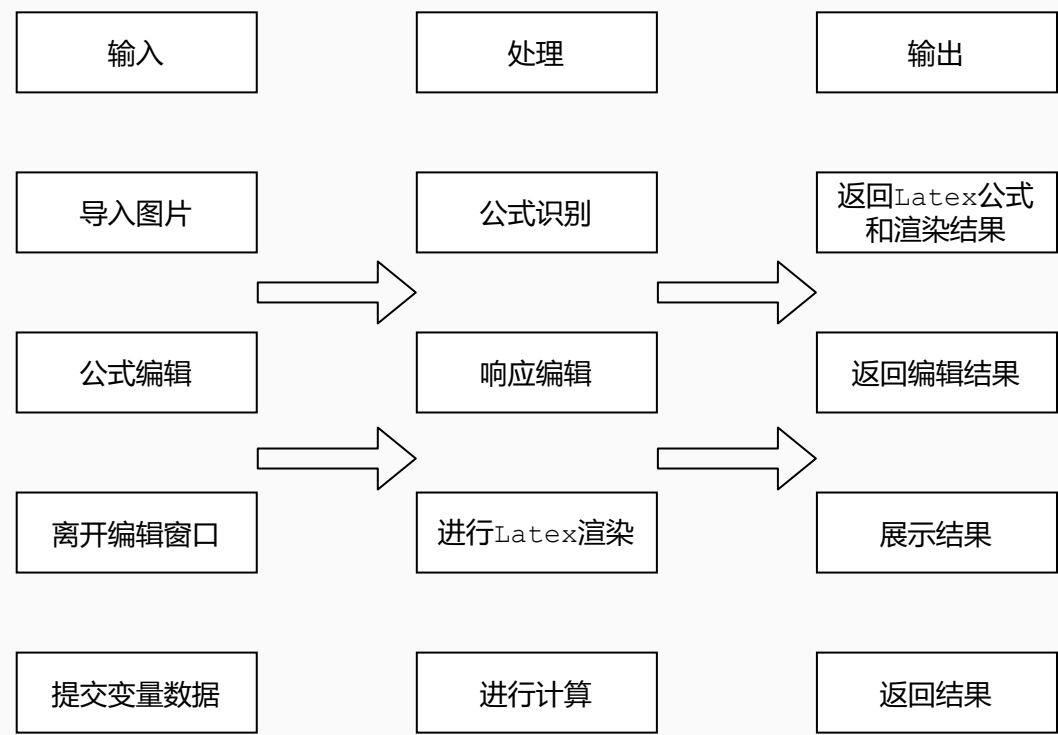 输入
处理
输出
导入图片
公式识别
返回Latex公式
和渲染结果
公式编辑
响应编辑
返回编辑结果
离开编辑窗口
进行Latex渲染
展示结果
提交变量数据
进行计算
返回结果